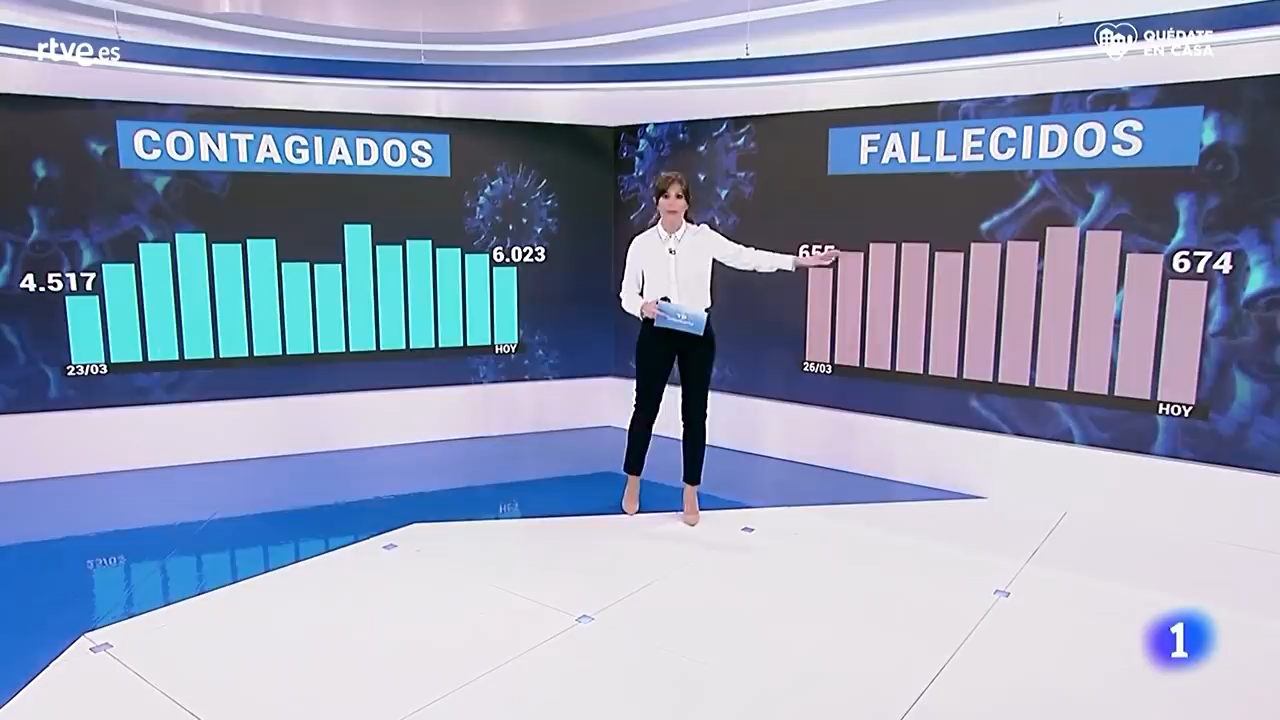 rtve.es
QUÉDATE
EN CASA
CONTAGIADOS
4.517
6.023
23/03
HOY
FALLECIDOS
655
674
26/03
HOY
1